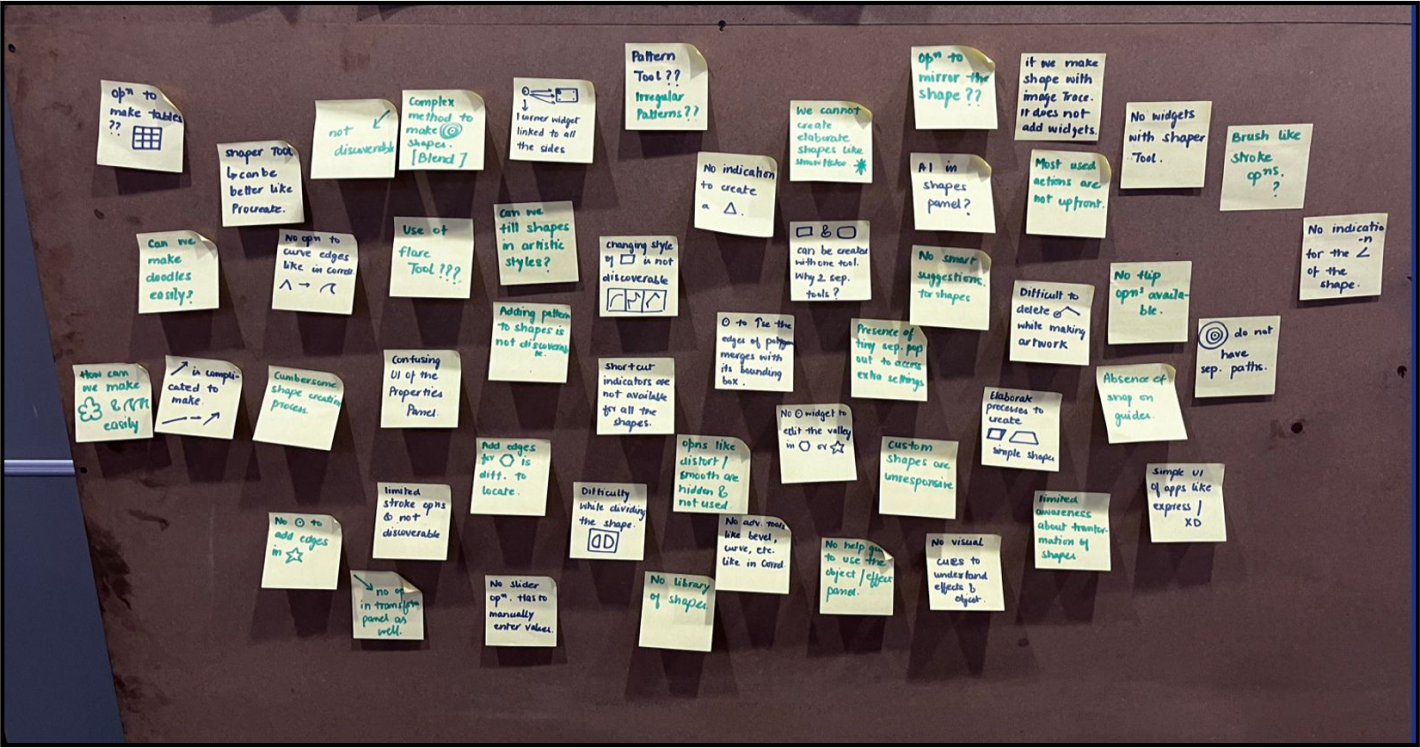 opⁿ to
make tables
??
shaper Tool
↳ can be
better like
Procreate.
not
discoverable
Complex
method to
make
shapes.
[Blend]
1 corner widget
linked to all
the sides
Pattern
Tool ??
Irregular
Patterns ??
No indication
to create
a △.
We cannot
create
elaborate
shapes like
opⁿ to
mirror the
shape ??
if we make
shape with
image Trace.
it does not
add widgets.
AI in
shapes
panel?
Most used
actions are
not upfront.
No widgets
with shaper
Tool.
Brush like
stroke
opⁿs.
?
No indicatio
-n
for the ∠
of the
shape.
Can we
make
doodles
easily?
No opⁿ to
curve edges
like in corel.
Use of
flare
Tool ???
Can we
fill shapes
in artistic
styles?
changing style
of ▭ is not
discoverable
▭ & ▢
can be created
with one tool.
Why 2 sep.
tools ?
No smart
suggestions
for shapes
Difficult to
delete
while making
artwork
No flip
opⁿs availa-
ble.
do not
have
sep. paths.
How can
we make
&
easily
↗ is compli-
cated to
make.
Cumbersome
shape creation
process.
Confusing
UI of the
Properties
Panel.
Adding pattern
to shapes is
not discovera
ble.
shortcut
indicators are
not available
for all the
shapes.
⊙ to ↑se the
edges of polygon
merges with
its bounding
box.
Presence of
tiny sep. pop
out to access
extra settings
No ⊙ widget to
edit the valley
in ⬡ or ☆
Elaborate
processes to
create
simple shapes
Absence of
snap on
guides.
Add edges
for ⬡ is
diff. to
locate.
opns like
distort /
smooth are
hidden &
not used
Custom
shapes are
unresponsive
limited
awareness
about transfor-
mation of
shapes
Simple UI
of apps like
express /
XD
No ⊙ to
add edges
in ☆
limited
stroke opⁿs
& not
discoverable
Difficulty
while dividing
the shape.
No adv. tools
like bevel,
curve, etc.
like in Corel.
No help
to use the
object / effect
panel.
No visual
cues to
understand
effects &
object.
no op
in transform
panel as
well.
No slider
opⁿ. Has to
manually
enter values.
No library
of shapes